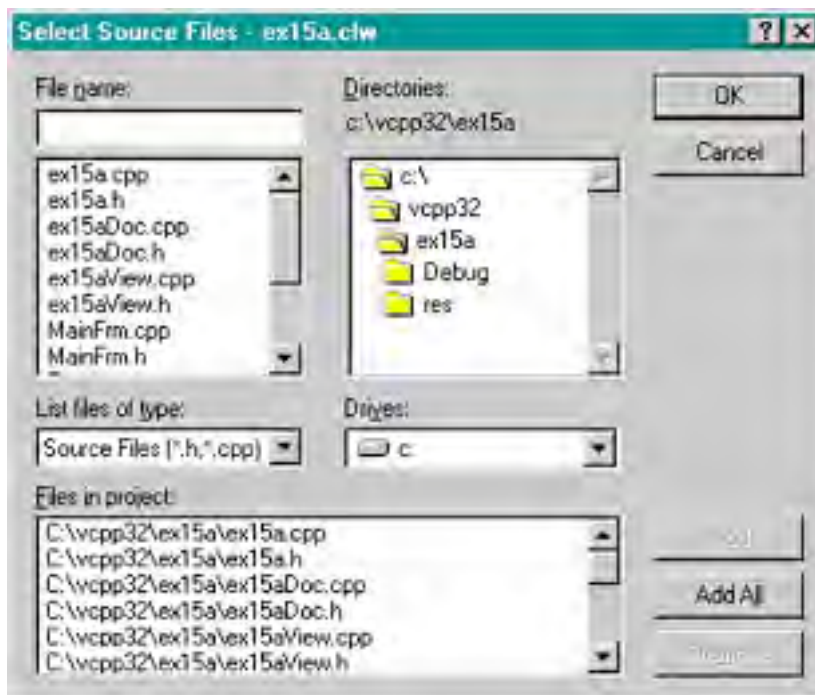 Select Source Files - ex15a.clw
File name:
ex15a.cpp
ex15a.h
ex15aDoc.cpp
ex15aDoc.h
ex15aView.cpp
ex15aView.h
MainFrm.cpp
MainFrm.h
List files of type:
Source Files (*.h,*.cpp)
Directories:
c:\vcpp32\ex15a
c:\
vcpp32
ex15a
Debug
res
Drives:
c:
OK
Cancel
Files in project:
C:\vcpp32\ex15a\ex15a.cpp
C:\vcpp32\ex15a\ex15a.h
C:\vcpp32\ex15a\ex15aDoc.cpp
C:\vcpp32\ex15a\ex15aDoc.h
C:\vcpp32\ex15a\ex15aView.cpp
C:\vcpp32\ex15a\ex15aView.h
Add All